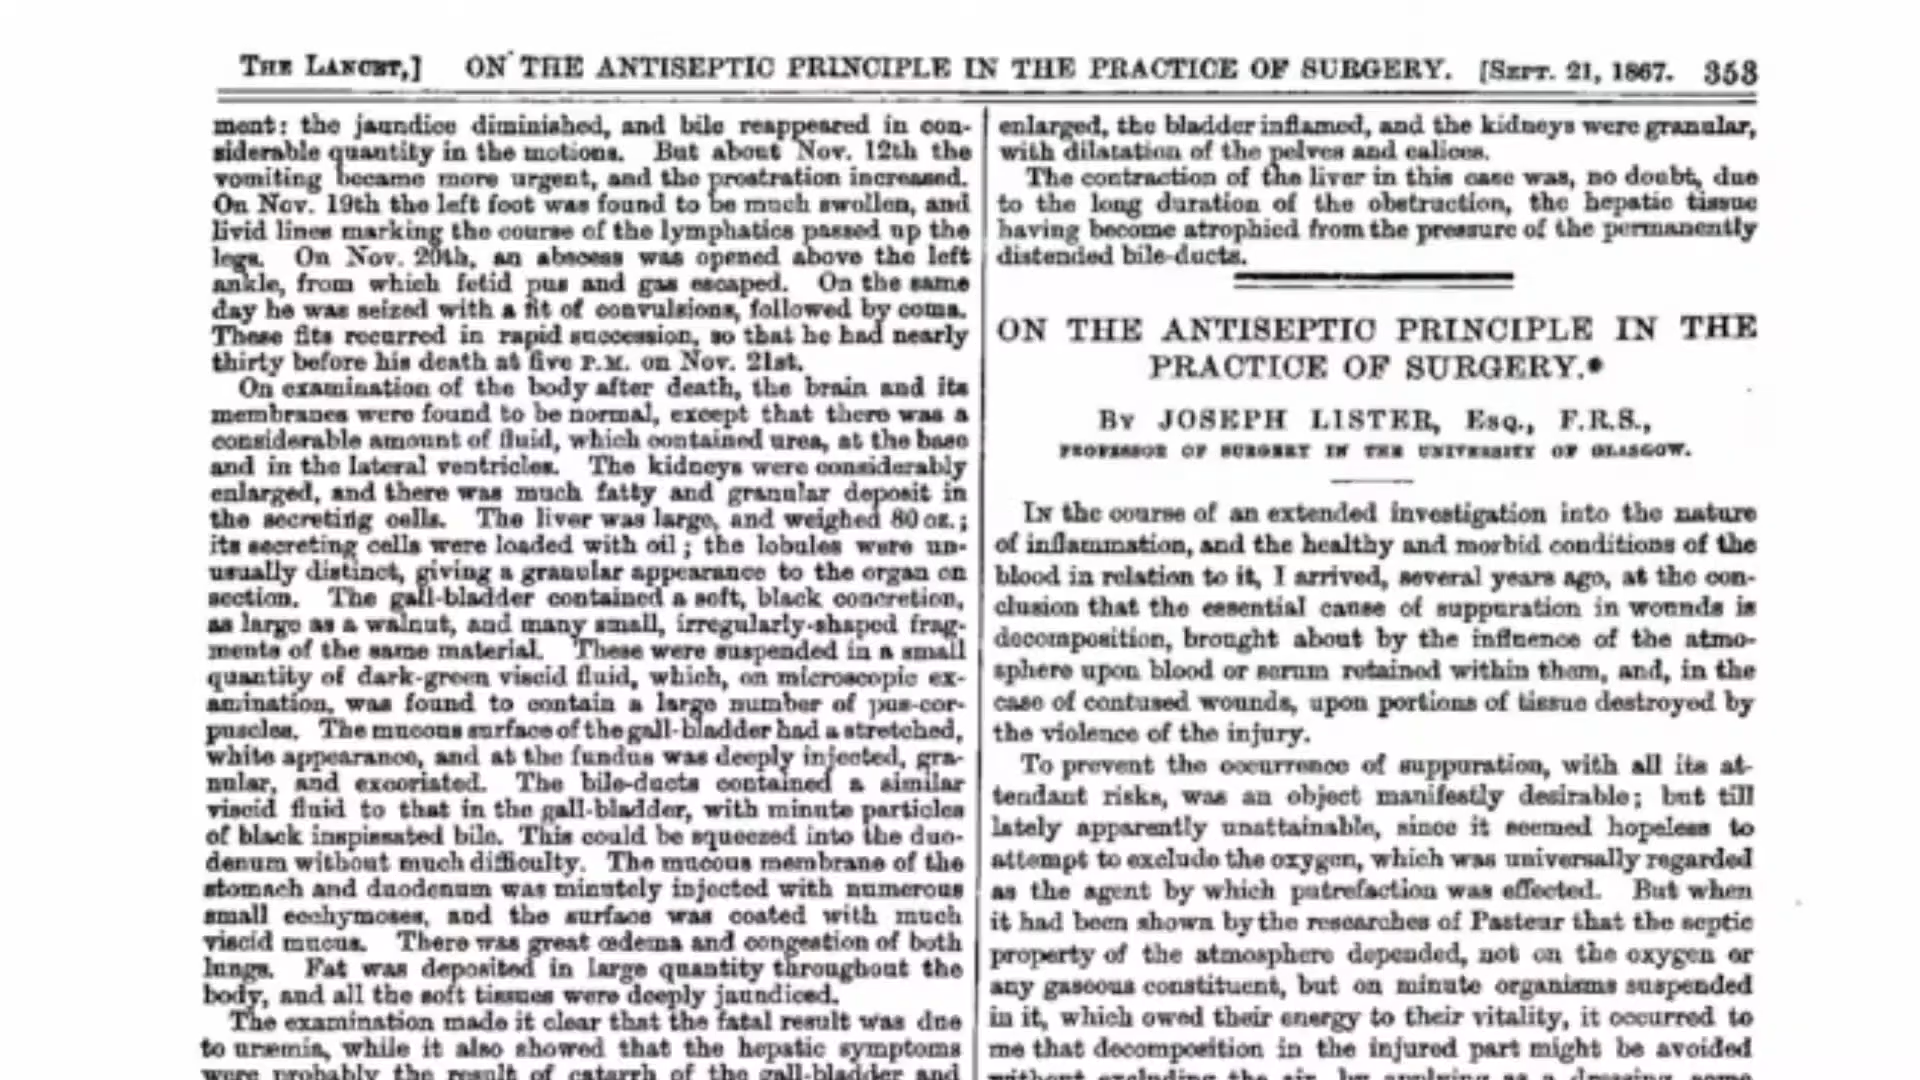 THE LANCET,] ON THE ANTISEPTIC PRINCIPLE IN THE PRACTICE OF SURGERY. [SEPT. 21, 1867. 353
ment: the jaundice diminished, and bile reappeared in con-
siderable quantity in the motions. But about Nov. 12th the
vomiting became more urgent, and the prostration increased.
On Nov. 19th the left foot was found to be much swollen, and
livid lines marking the course of the lymphatics passed up the
legs. On Nov. 20th, an abscess was opened above the left
ankle, from which fetid pus and gas escaped. On the same
day he was seized with a fit of convulsions, followed by coma.
These fits recurred in rapid succession, so that he had nearly
thirty before his death at five P.M. on Nov. 21st.
On examination of the body after death, the brain and its
membranes were found to be normal, except that there was a
considerable amount of fluid, which contained urea, at the base
and in the lateral ventricles. The kidneys were considerably
enlarged, and there was much fatty and granular deposit in
the secreting cells. The liver was large, and weighed 80 oz.;
its secreting cells were loaded with oil; the lobules were un-
usually distinct, giving a granular appearance to the organ on
section. The gall-bladder contained a soft, black concretion,
as large as a walnut, and many small, irregularly-shaped frag-
ments of the same material. These were suspended in a small
quantity of dark-green viscid fluid, which, on microscopic ex-
amination, was found to contain a large number of pus-cor-
puscles. The mucous surface of the gall-bladder had a stretched,
white appearance, and at the fundus was deeply injected, gra-
nular, and excoriated. The bile-ducts contained a similar
viscid fluid to that in the gall-bladder, with minute particles
of black inspissated bile. This could be squeezed into the duo-
denum without much difficulty. The mucous membrane of the
stomach and duodenum was minutely injected with numerous
small ecchymoses, and the surface was coated with much
viscid mucus. There was great œdema and congestion of both
lungs. Fat was deposited in large quantity throughout the
body, and all the soft tissues were deeply jaundiced.
The examination made it clear that the fatal result was due
to uræmia, while it also showed that the hepatic symptoms
were probably the result of catarrh of the gall-bladder and
enlarged, the bladder inflamed, and the kidneys were granular,
with dilatation of the pelves and calices.
The contraction of the liver in this case was, no doubt, due
to the long duration of the obstruction, the hepatic tissue
having become atrophied from the pressure of the permanently
distended bile-ducts.
ON THE ANTISEPTIC PRINCIPLE IN THE
PRACTICE OF SURGERY.*
BY JOSEPH LISTER, ESQ., F.R.S.,
PROFESSOR OF SURGERY IN THE UNIVERSITY OF GLASGOW.
IN the course of an extended investigation into the nature
of inflammation, and the healthy and morbid conditions of the
blood in relation to it, I arrived, several years ago, at the con-
clusion that the essential cause of suppuration in wounds is
decomposition, brought about by the influence of the atmo-
sphere upon blood or serum retained within them, and, in the
case of contused wounds, upon portions of tissue destroyed by
the violence of the injury.
To prevent the occurrence of suppuration, with all its at-
tendant risks, was an object manifestly desirable; but till
lately apparently unattainable, since it seemed hopeless to
attempt to exclude the oxygen, which was universally regarded
as the agent by which putrefaction was effected. But when
it had been shown by the researches of Pasteur that the septic
property of the atmosphere depended, not on the oxygen or
any gaseous constituent, but on minute organisms suspended
in it, which owed their energy to their vitality, it occurred to
me that decomposition in the injured part might be avoided
without excluding the air, by applying as a dressing some